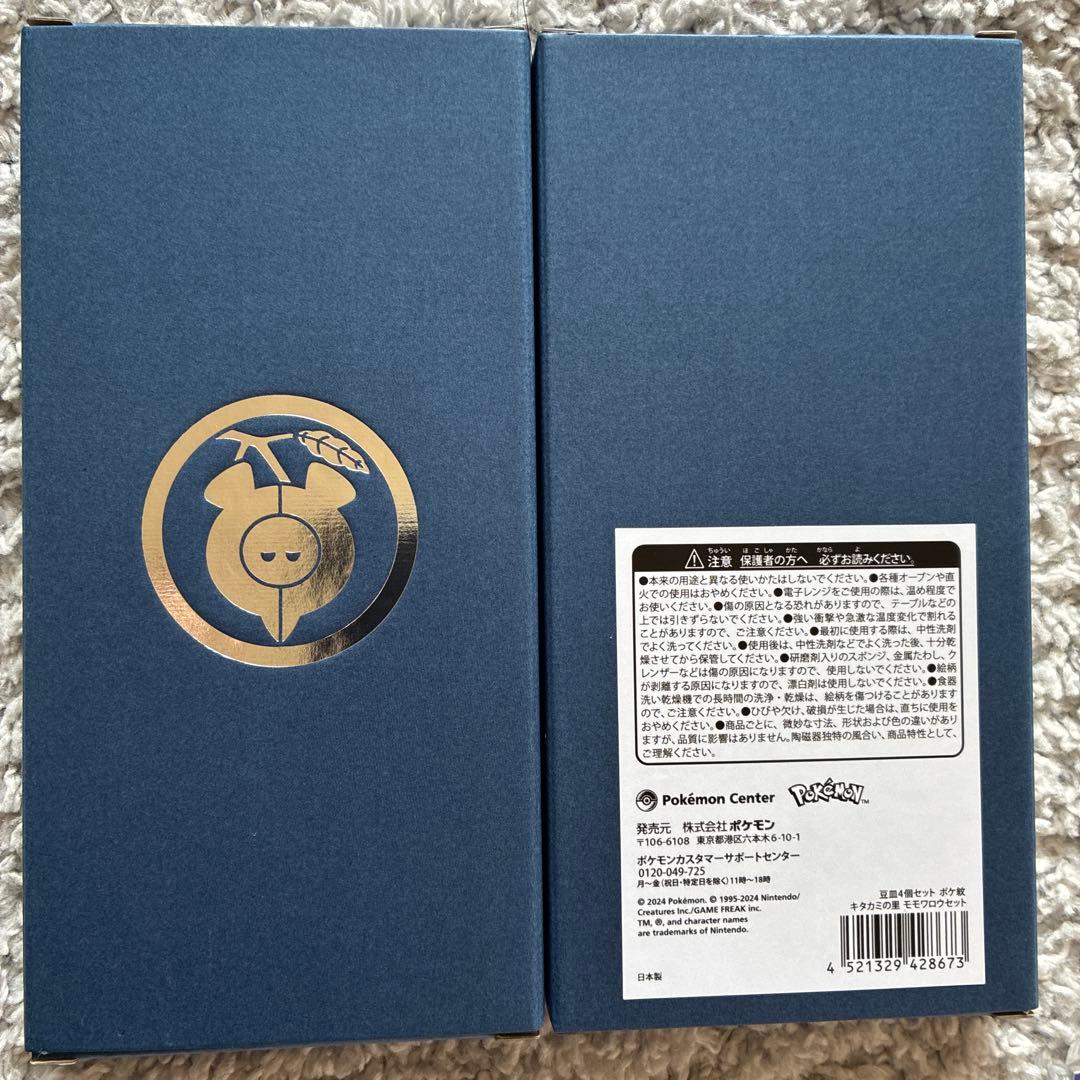 注意 保護者の方へ 必ずお読みください。
ちゅうい ほごしゃ かた かなら よ
●本来の用途と異なる使いかたはしないでください。●各種オーブンや直
火での使用はおやめください。●電子レンジをご使用の際は、温め程度で
お使いください。●傷の原因となる恐れがありますので、テーブルなどの
上では引きずらないでください。●強い衝撃や急激な温度変化で割れる
ことがありますので、ご注意ください。●最初に使用する際は、中性洗剤
でよく洗ってください。●使用後は、中性洗剤などでよく洗った後、十分乾
燥させてから保管してください。●研磨剤入りのスポンジ、金属たわし、ク
レンザーなどは傷の原因になりますので、使用しないでください。●絵柄
が剥離する原因になりますので、漂白剤は使用しないでください。●食器
洗い乾燥機での長時間の洗浄・乾燥は、絵柄を傷つけることがあります
ので、ご注意ください。●ひびや欠け、破損が生じた場合は、直ちに使用を
おやめください。●商品ごとに、微妙な寸法、形状および色の違いがあり
ますが、品質に影響はありません。陶磁器独特の風合い、商品特性として、
ご理解ください。
Pokémon Center POKéMON™
発売元 株式会社ポケモン
〒106-6108 東京都港区六本木6-10-1
ポケモンカスタマーサポートセンター
0120-049-725
月～金(祝日・特定日を除く)11時～18時
© 2024 Pokémon. © 1995-2024 Nintendo/
Creatures Inc./GAME FREAK inc.
TM, ®, and character names
are trademarks of Nintendo.
日本製
豆皿4個セット ポケ紋
キタカミの里 モモワロウセット
4 521329 428673